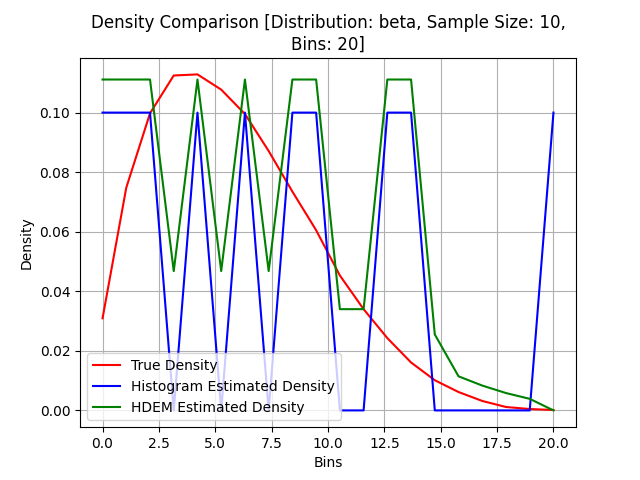 Density Comparison [Distribution: beta, Sample Size: 10,
Bins: 20]
Density
0.10
0.08
0.06
0.04
0.02
0.00
True Density
Histogram Estimated Density
HDEM Estimated Density
0.0 2.5 5.0 7.5 10.0 12.5 15.0 17.5 20.0
Bins